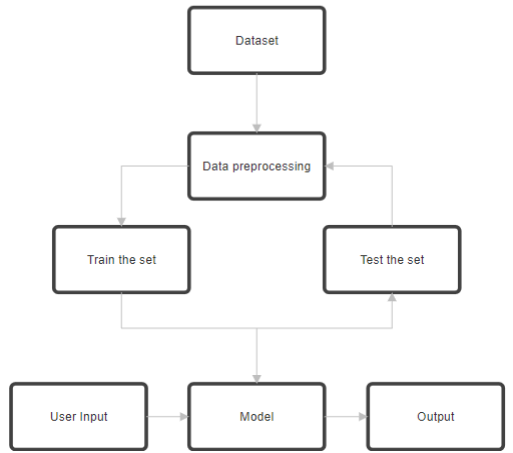 Dataset
Data preprocessing
Train the set
Test the set
User Input
Model
Output